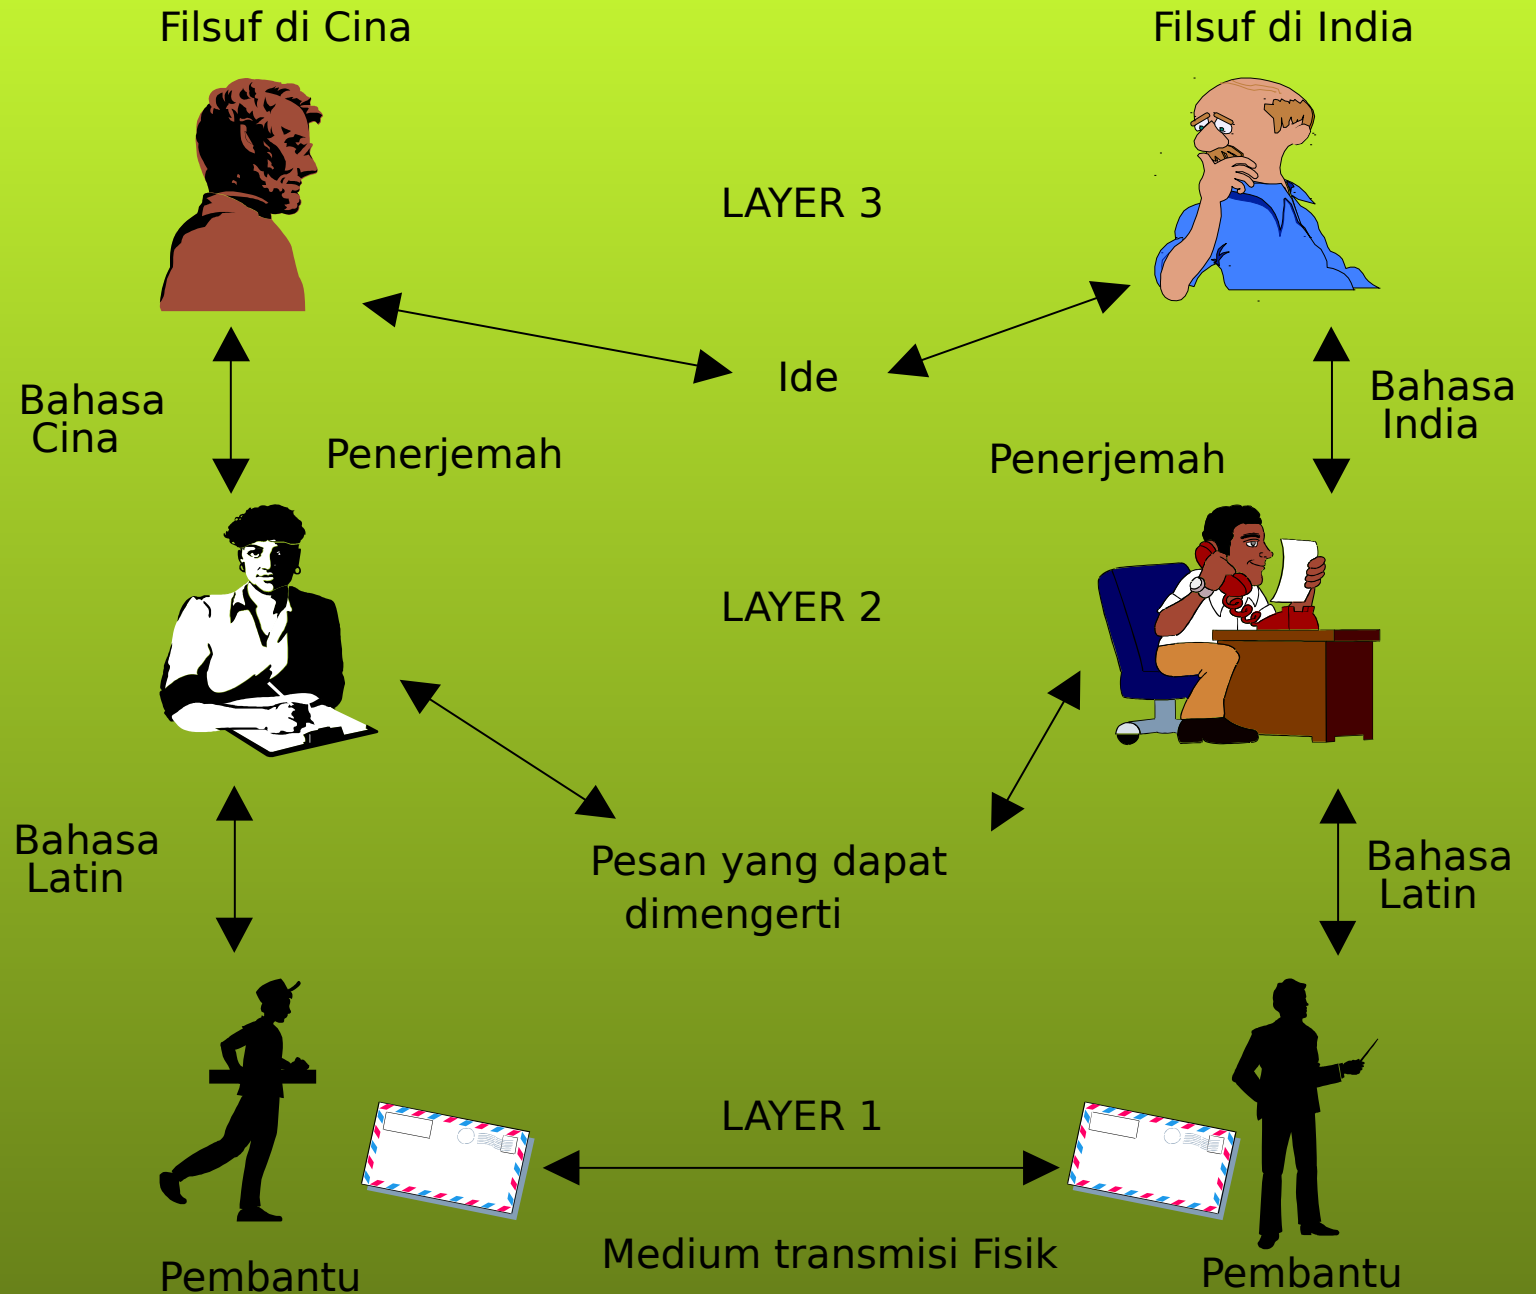 Filsuf di Cina
Filsuf di India
LAYER 3
Ide
Bahasa
Cina
Bahasa
India
Penerjemah
Penerjemah
LAYER 2
Bahasa
Latin
Pesan yang dapat
dimengerti
Bahasa
Latin
LAYER 1
Medium transmisi Fisik
Pembantu
Pembantu